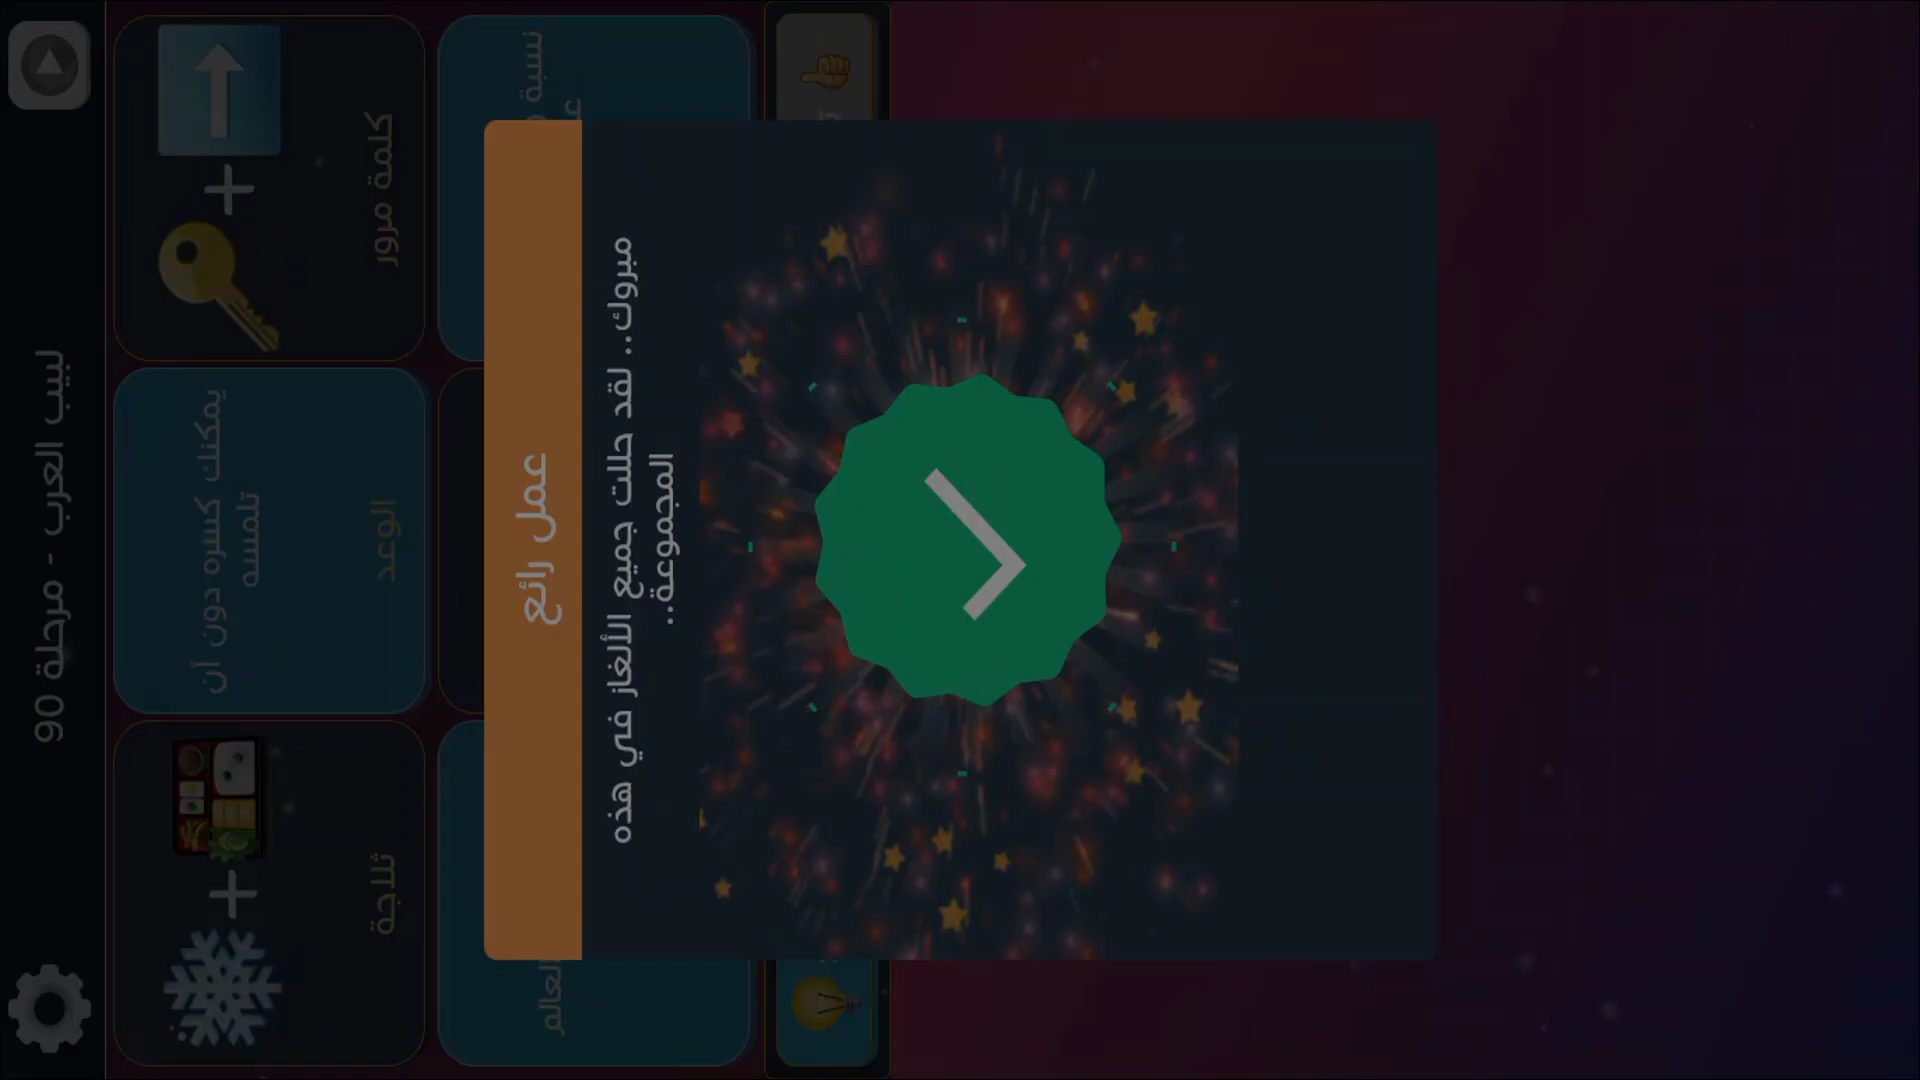 لبيب العرب - مرحلة 90
كلمة مرور
يمكنك كسره دون أن
تلمسه
الوعد
ثلاجة
نسبة
العالم
عمل رائع
مبروك.. لقد حللت جميع الألغاز في هذه
المجموعة..